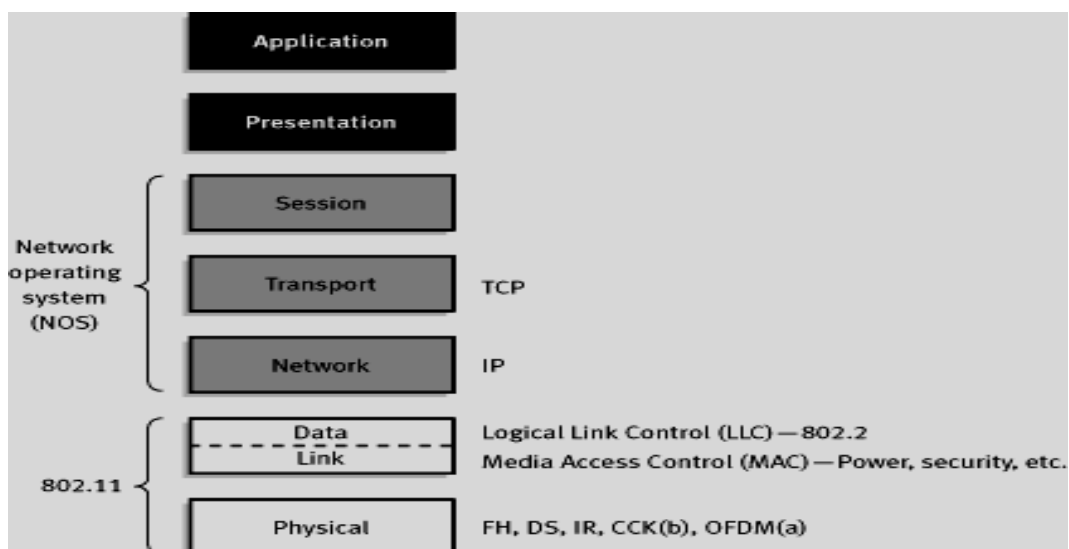 Application
Presentation
Session
Network
operating
system
(NOS)
Transport
TCP
Network
IP
Data
Link
Logical Link Control (LLC)—802.2
Media Access Control (MAC)—Power, security, etc.
802.11
Physical
FH, DS, IR, CCK(b), OFDM(a)